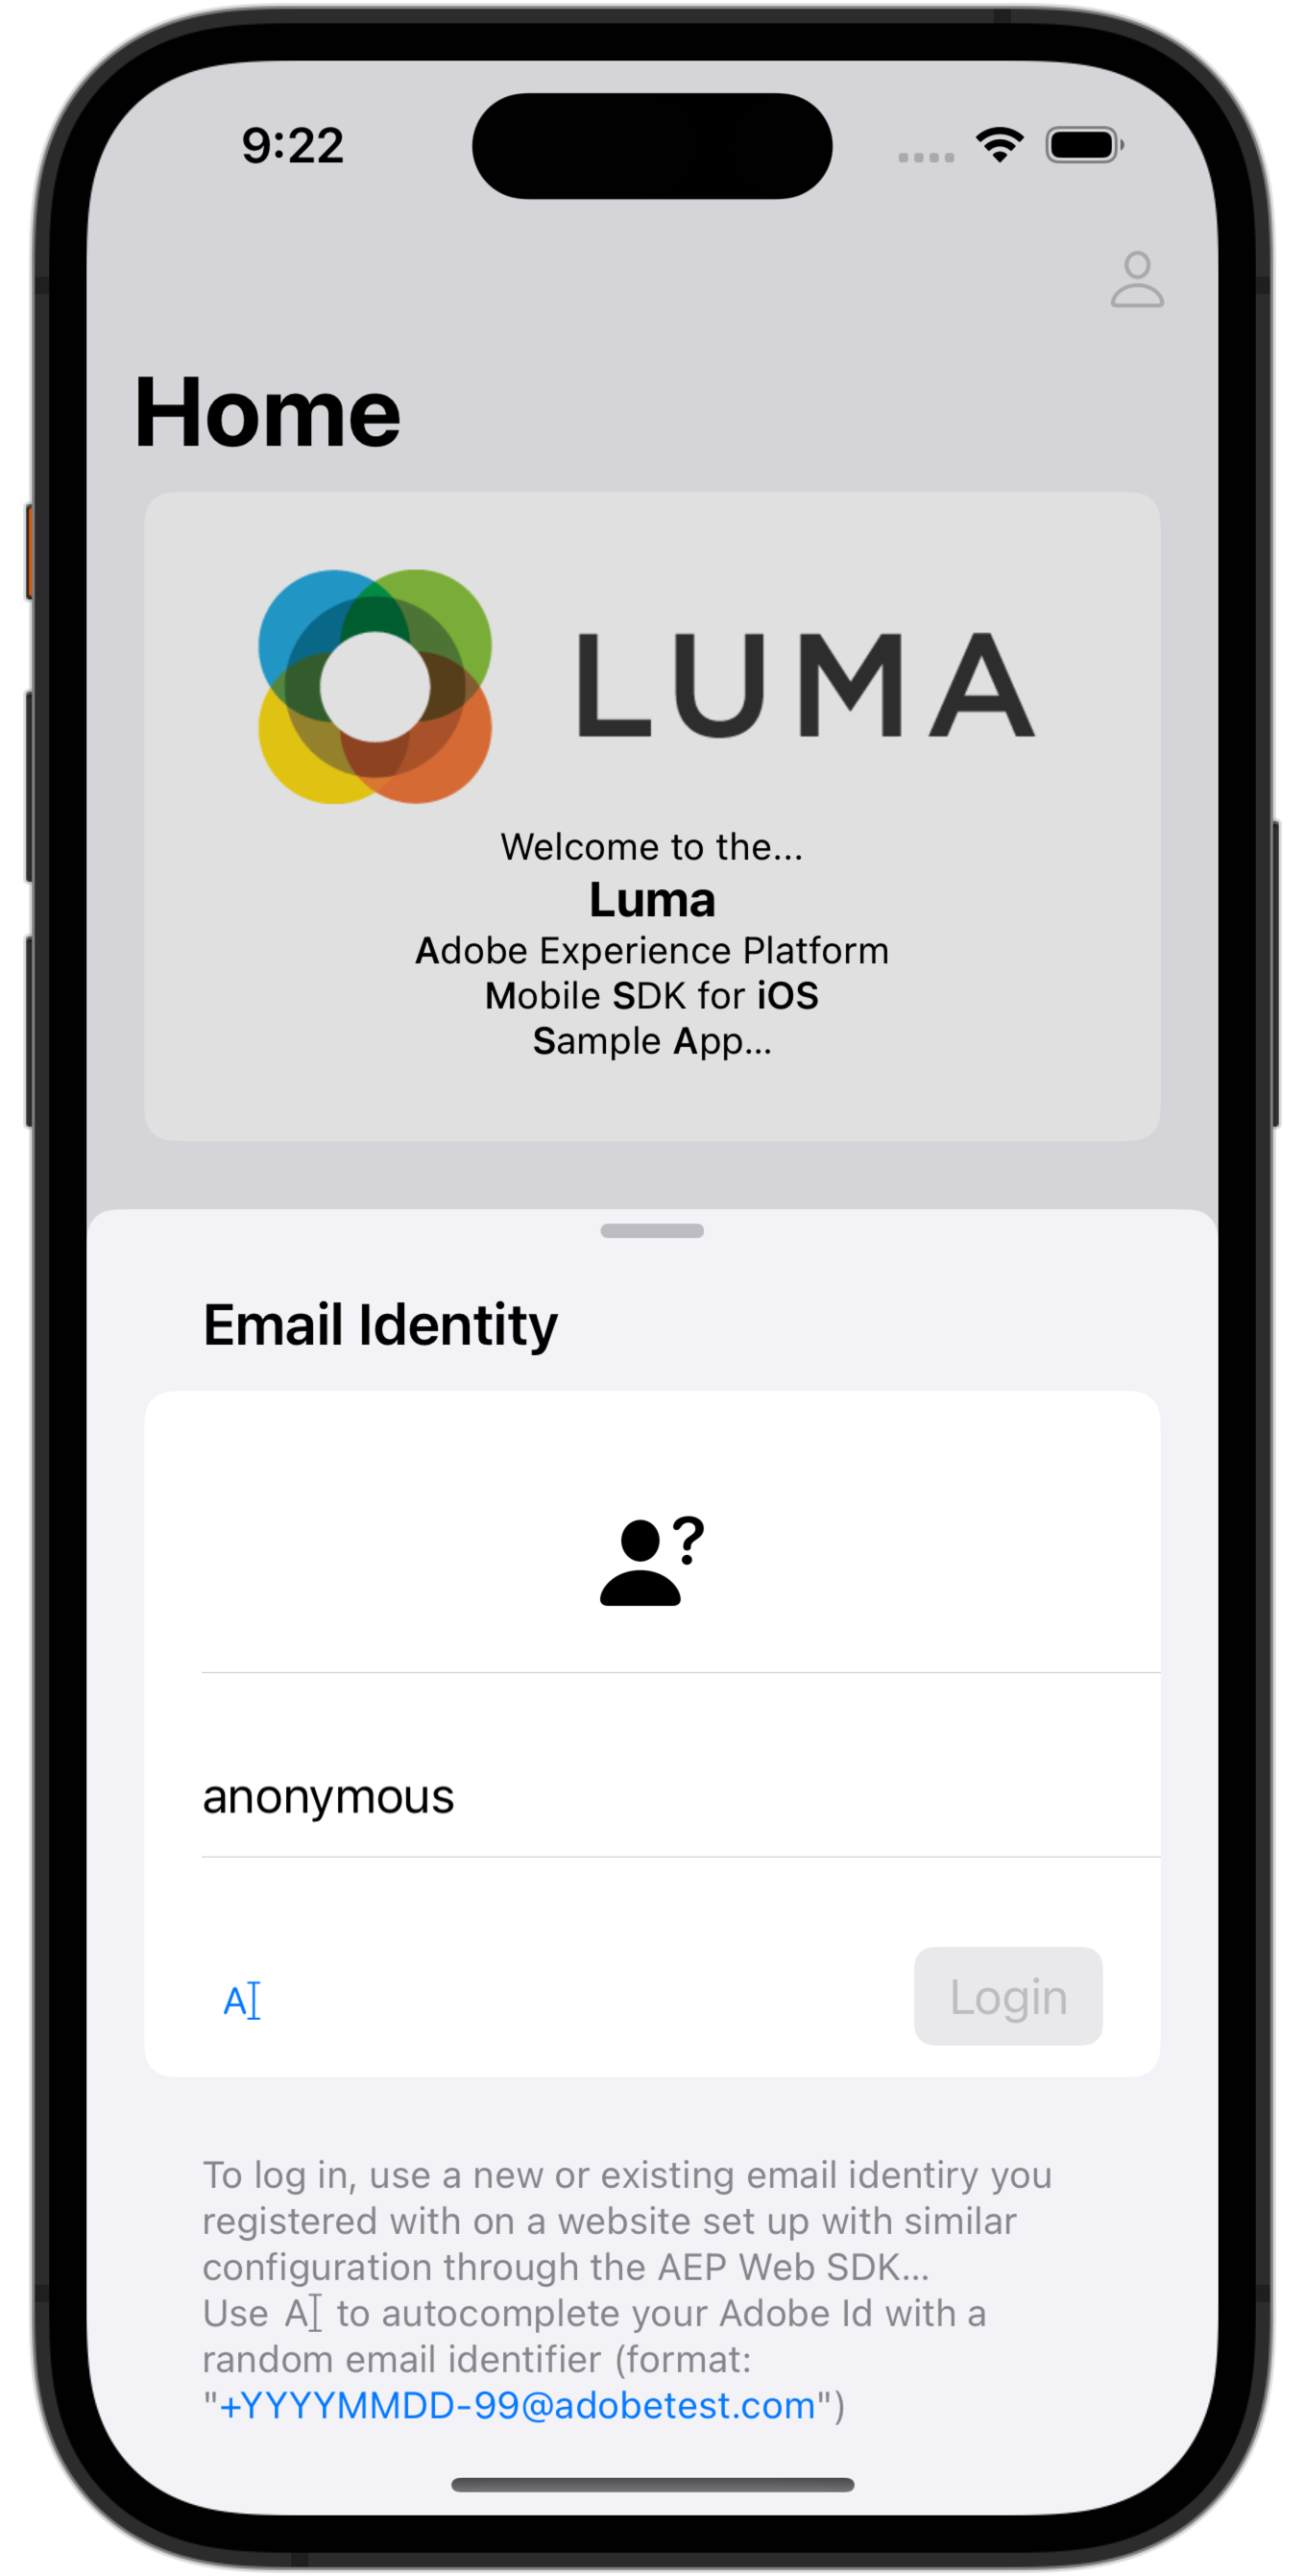 9:22
Home
LUMA
Welcome to the...
Luma
Adobe Experience Platform
Mobile SDK for iOS
Sample App...
Email Identity
?
anonymous
A
Login
To log in, use a new or existing email identiry you
registered with on a website set up with similar
configuration through the AEP Web SDK...
Use A to autocomplete your Adobe Id with a
random email identifier (format:
"+YYYYMMDD-99@adobetest.com")